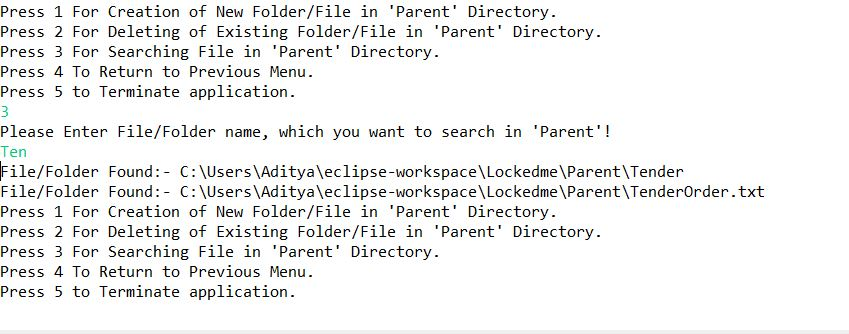 Press 1 For Creation of New Folder/File in 'Parent' Directory.
Press 2 For Deleting of Existing Folder/File in 'Parent' Directory.
Press 3 For Searching File in 'Parent' Directory.
Press 4 To Return to Previous Menu.
Press 5 to Terminate application.
3
Please Enter File/Folder name, which you want to search in 'Parent'!
Ten
File/Folder Found:- C:\Users\Aditya\eclipse-workspace\Lockedme\Parent\Tender
File/Folder Found:- C:\Users\Aditya\eclipse-workspace\Lockedme\Parent\TenderOrder.txt
Press 1 For Creation of New Folder/File in 'Parent' Directory.
Press 2 For Deleting of Existing Folder/File in 'Parent' Directory.
Press 3 For Searching File in 'Parent' Directory.
Press 4 To Return to Previous Menu.
Press 5 to Terminate application.